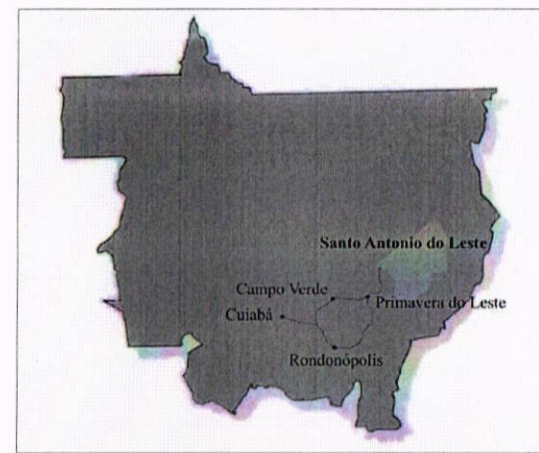 Santo Antonio do Leste
Campo Verde
Primavera do Leste
Cuiabá
Rondonópolis